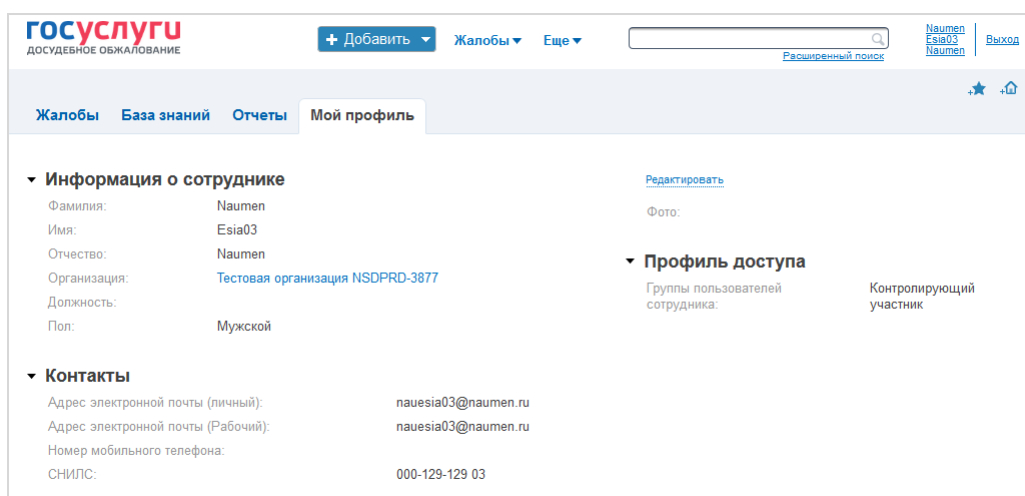 госуслуги
ДОСУДЕБНОЕ ОБЖАЛОВАНИЕ
+ Добавить
Жалобы
Еще
Расширенный поиск
Naumen
Esia03
Naumen
Выход
Жалобы База знаний Отчеты Мой профиль
Информация о сотруднике
Фамилия: Naumen
Имя: Esia03
Отчество: Naumen
Организация: Тестовая организация NSDPRD-3877
Должность:
Пол: Мужской
Редактировать
Фото:
Профиль доступа
Группы пользователей
сотрудника:
Контролирующий
участник
Контакты
Адрес электронной почты (личный): nauesia03@naumen.ru
Адрес электронной почты (Рабочий): nauesia03@naumen.ru
Номер мобильного телефона:
СНИЛС: 000-129-129 03